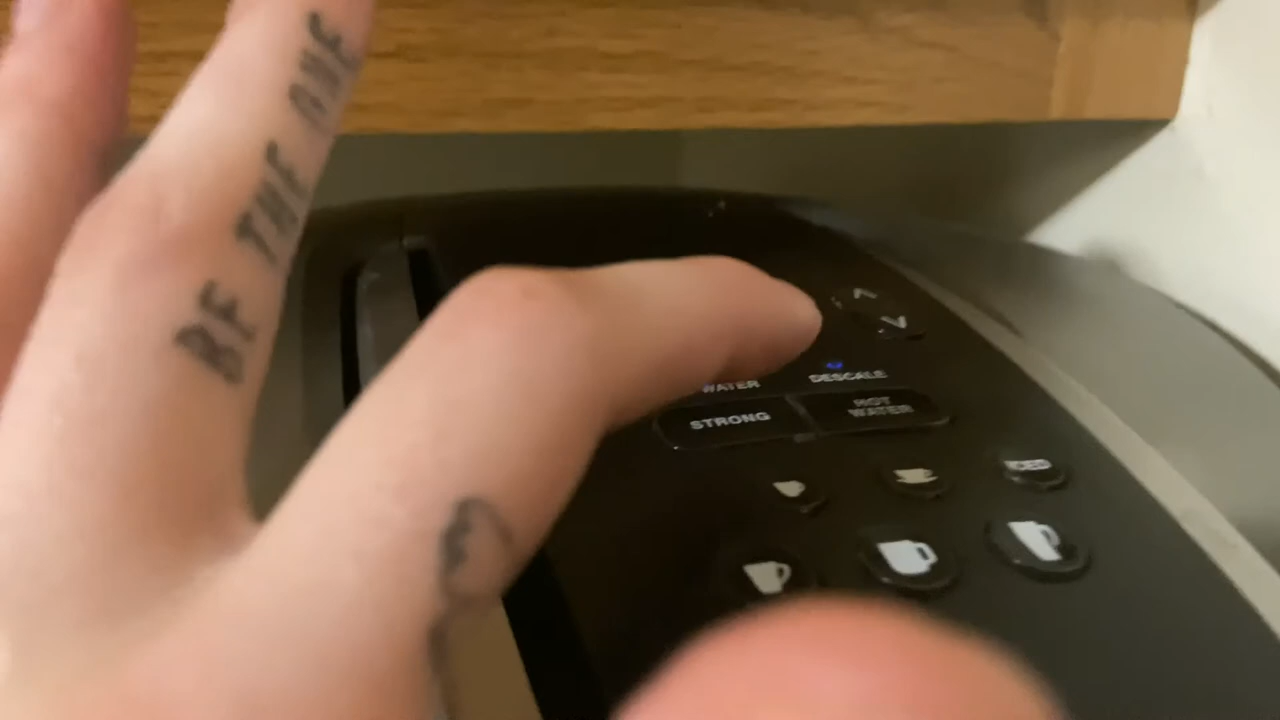 BE THE ONE
WATER
DESCALE
STRONG
HOT
WATER
ICED